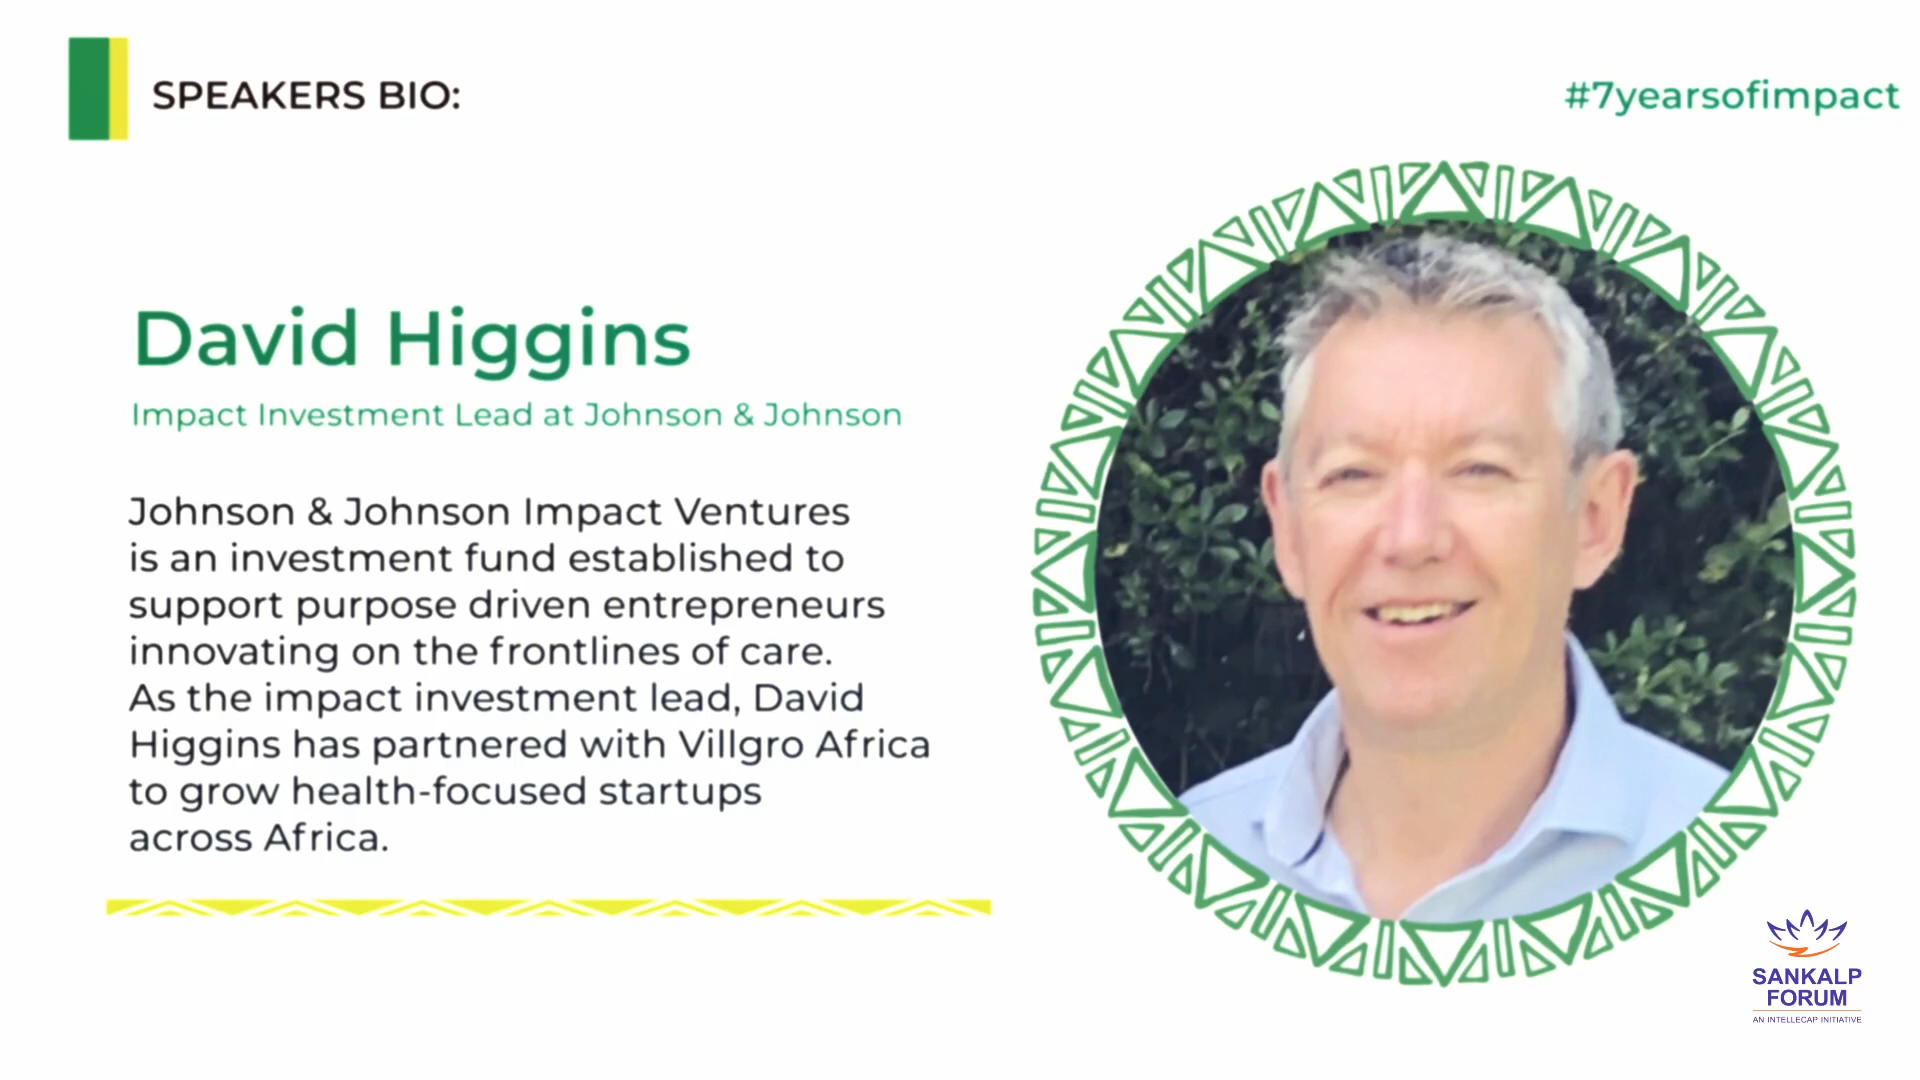 SPEAKERS BIO:
#7yearsofimpact
David Higgins
Impact Investment Lead at Johnson & Johnson
Johnson & Johnson Impact Ventures
is an investment fund established to
support purpose driven entrepreneurs
innovating on the frontlines of care.
As the impact investment lead, David
Higgins has partnered with Villgro Africa
to grow health-focused startups
across Africa.
SANKALP
FORUM
AN INTELLECAP INITIATIVE